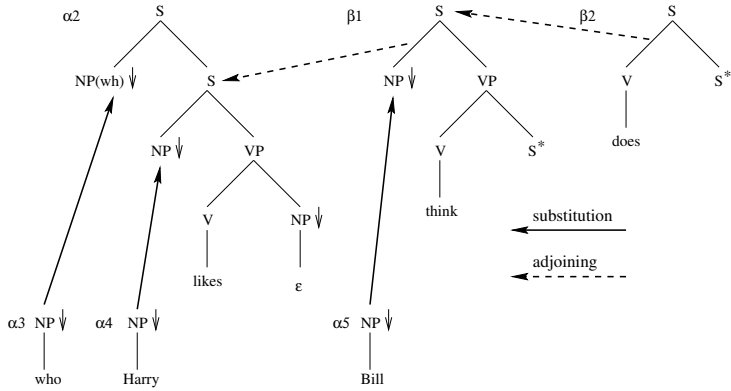 α2 S β1 S β2 S
NP(wh)↓ S NP↓ VP V S*
NP↓ VP V S* does
V NP↓ think
substitution
likes ε adjoining
α3 NP↓ α4 NP↓ α5 NP↓
who Harry Bill